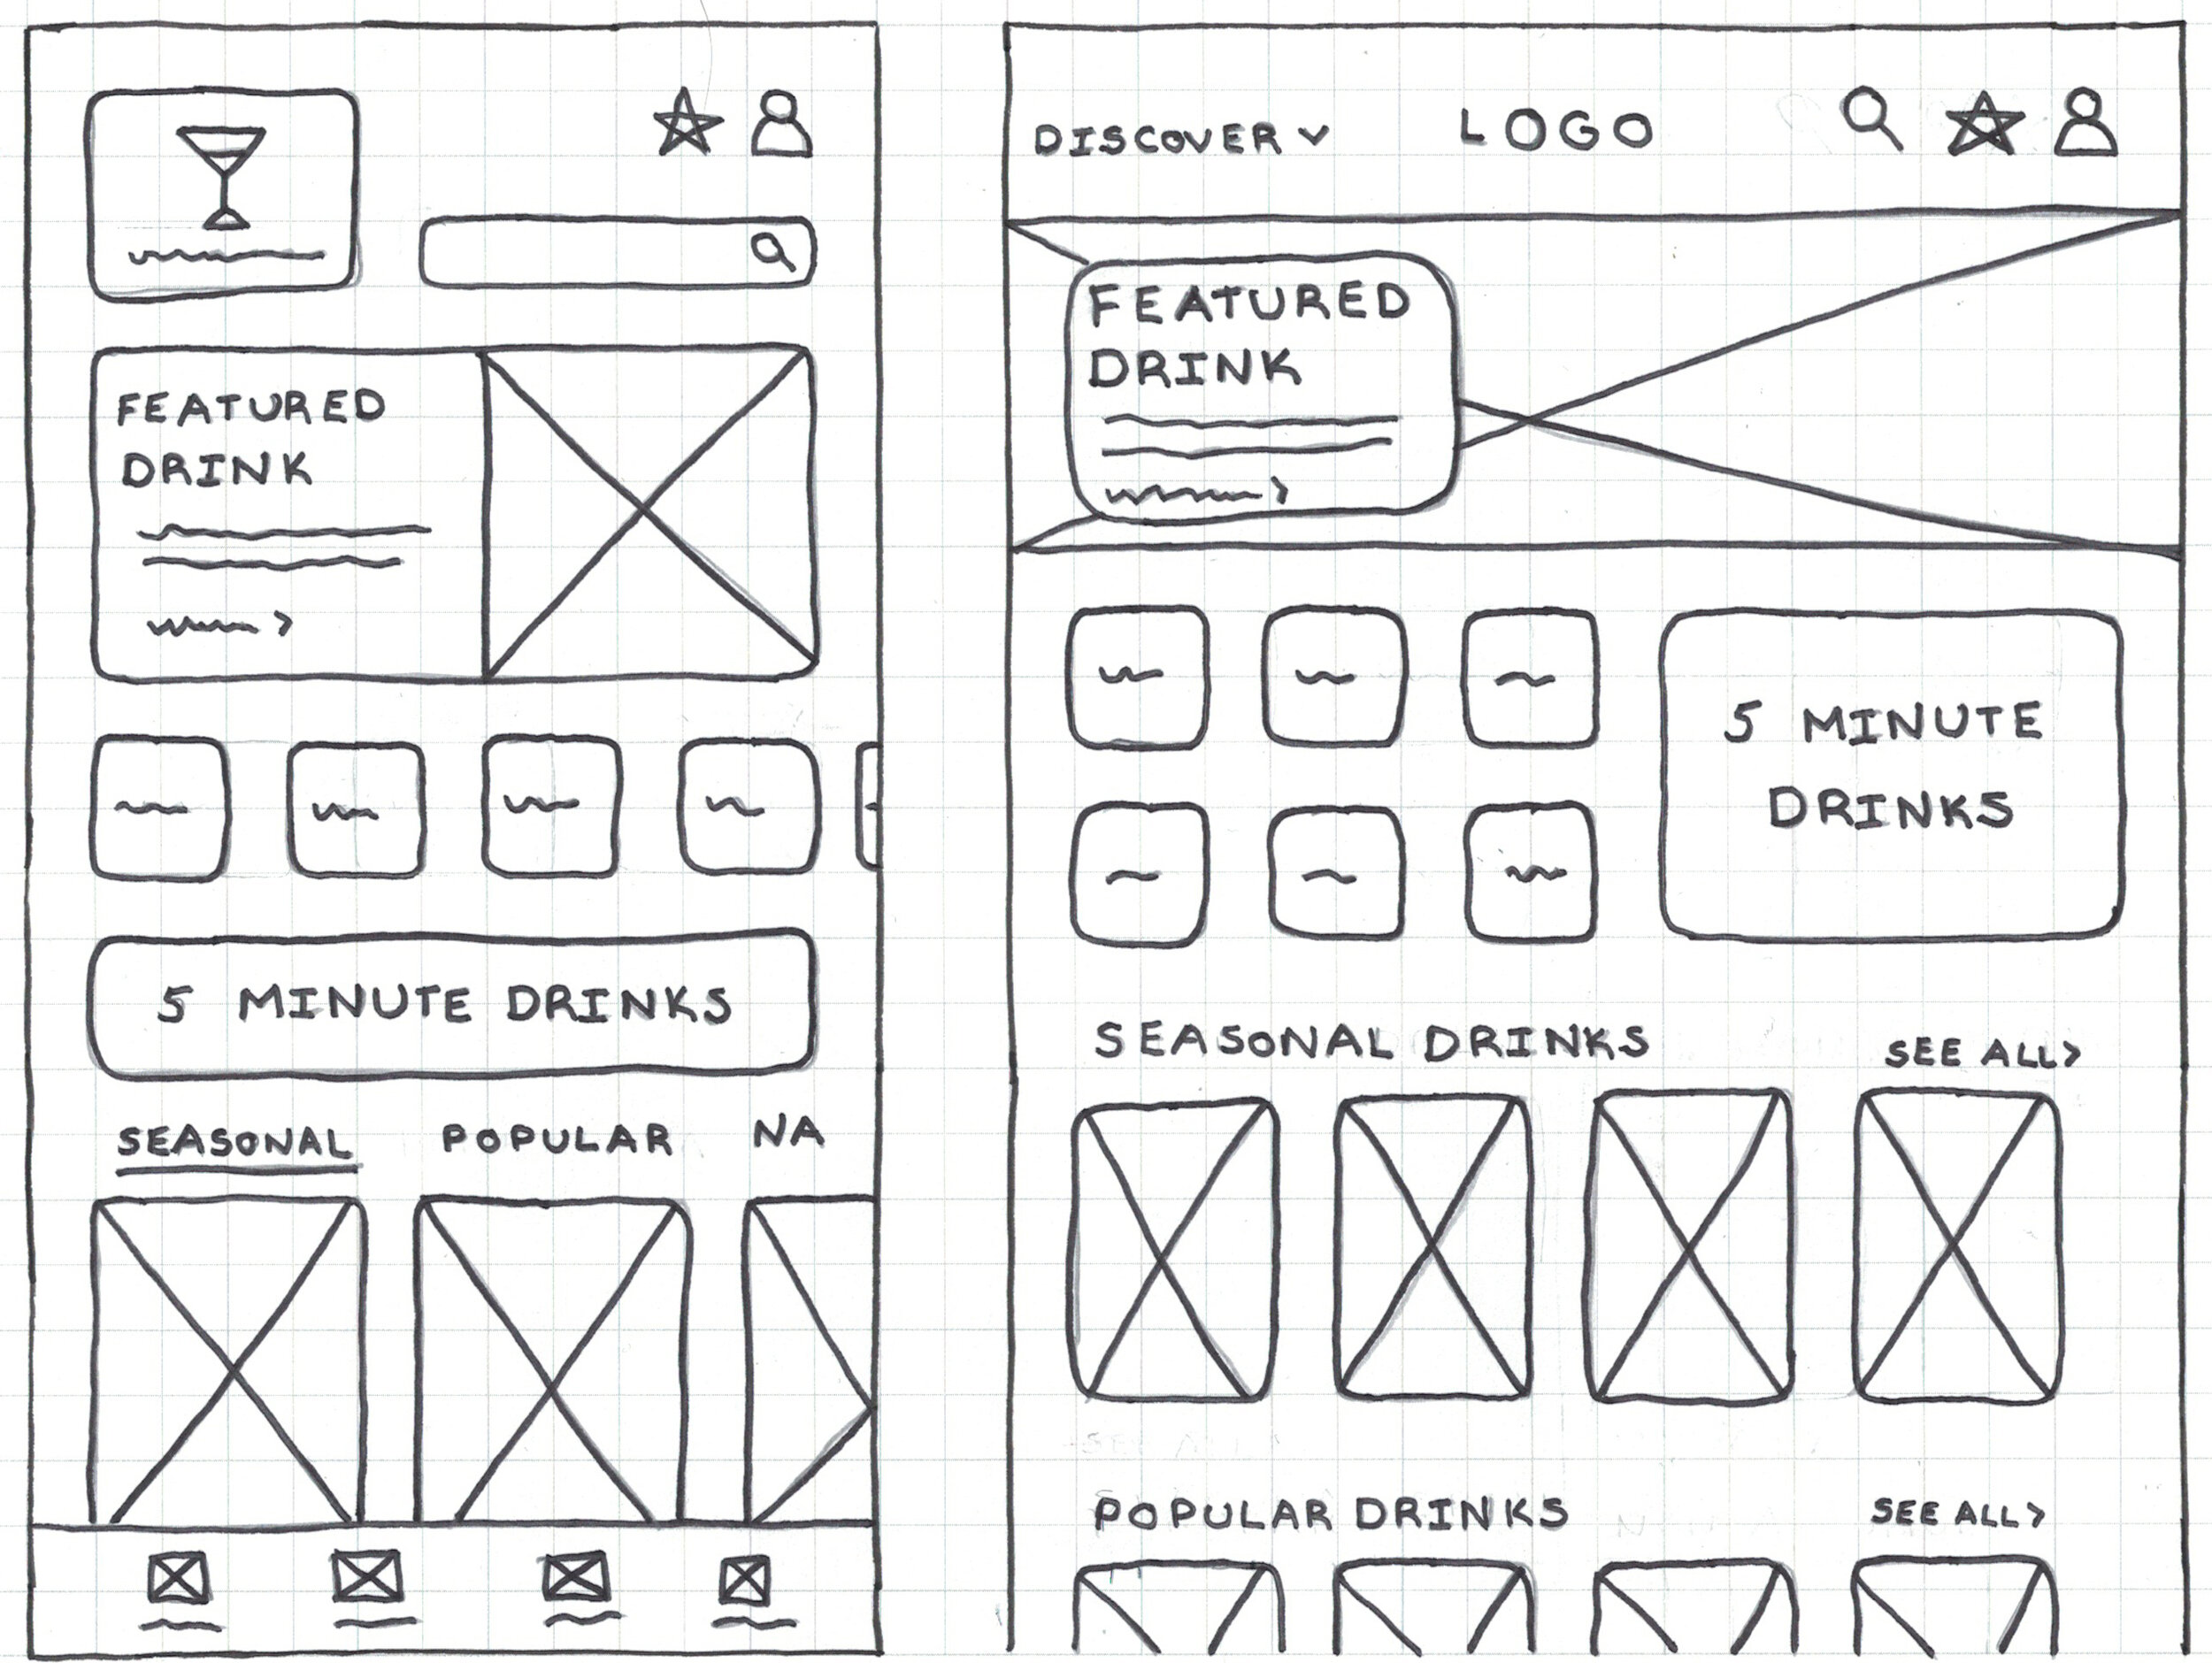 FEATURED
DRINK
5 MINUTE DRINKS
SEASONAL POPULAR NA
DISCOVER LOGO
FEATURED
DRINK
5 MINUTE
DRINKS
SEASONAL DRINKS SEE ALL>
POPULAR DRINKS SEE ALL>